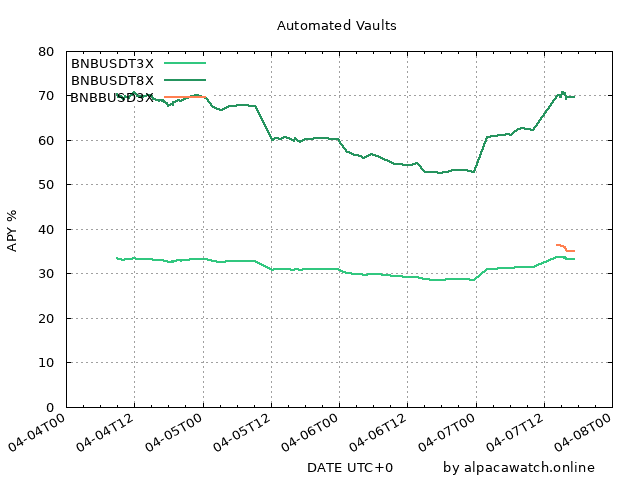 Automated Vaults
BNBUSDT3X
BNBUSDT8X
BNBBUSD3X
80
70
60
50
40
30
20
10
0
APY %
04-04T00
04-04T12
04-05T00
04-05T12
04-06T00
04-06T12
04-07T00
04-07T12
04-08T00
DATE UTC+0
by alpacawatch.online